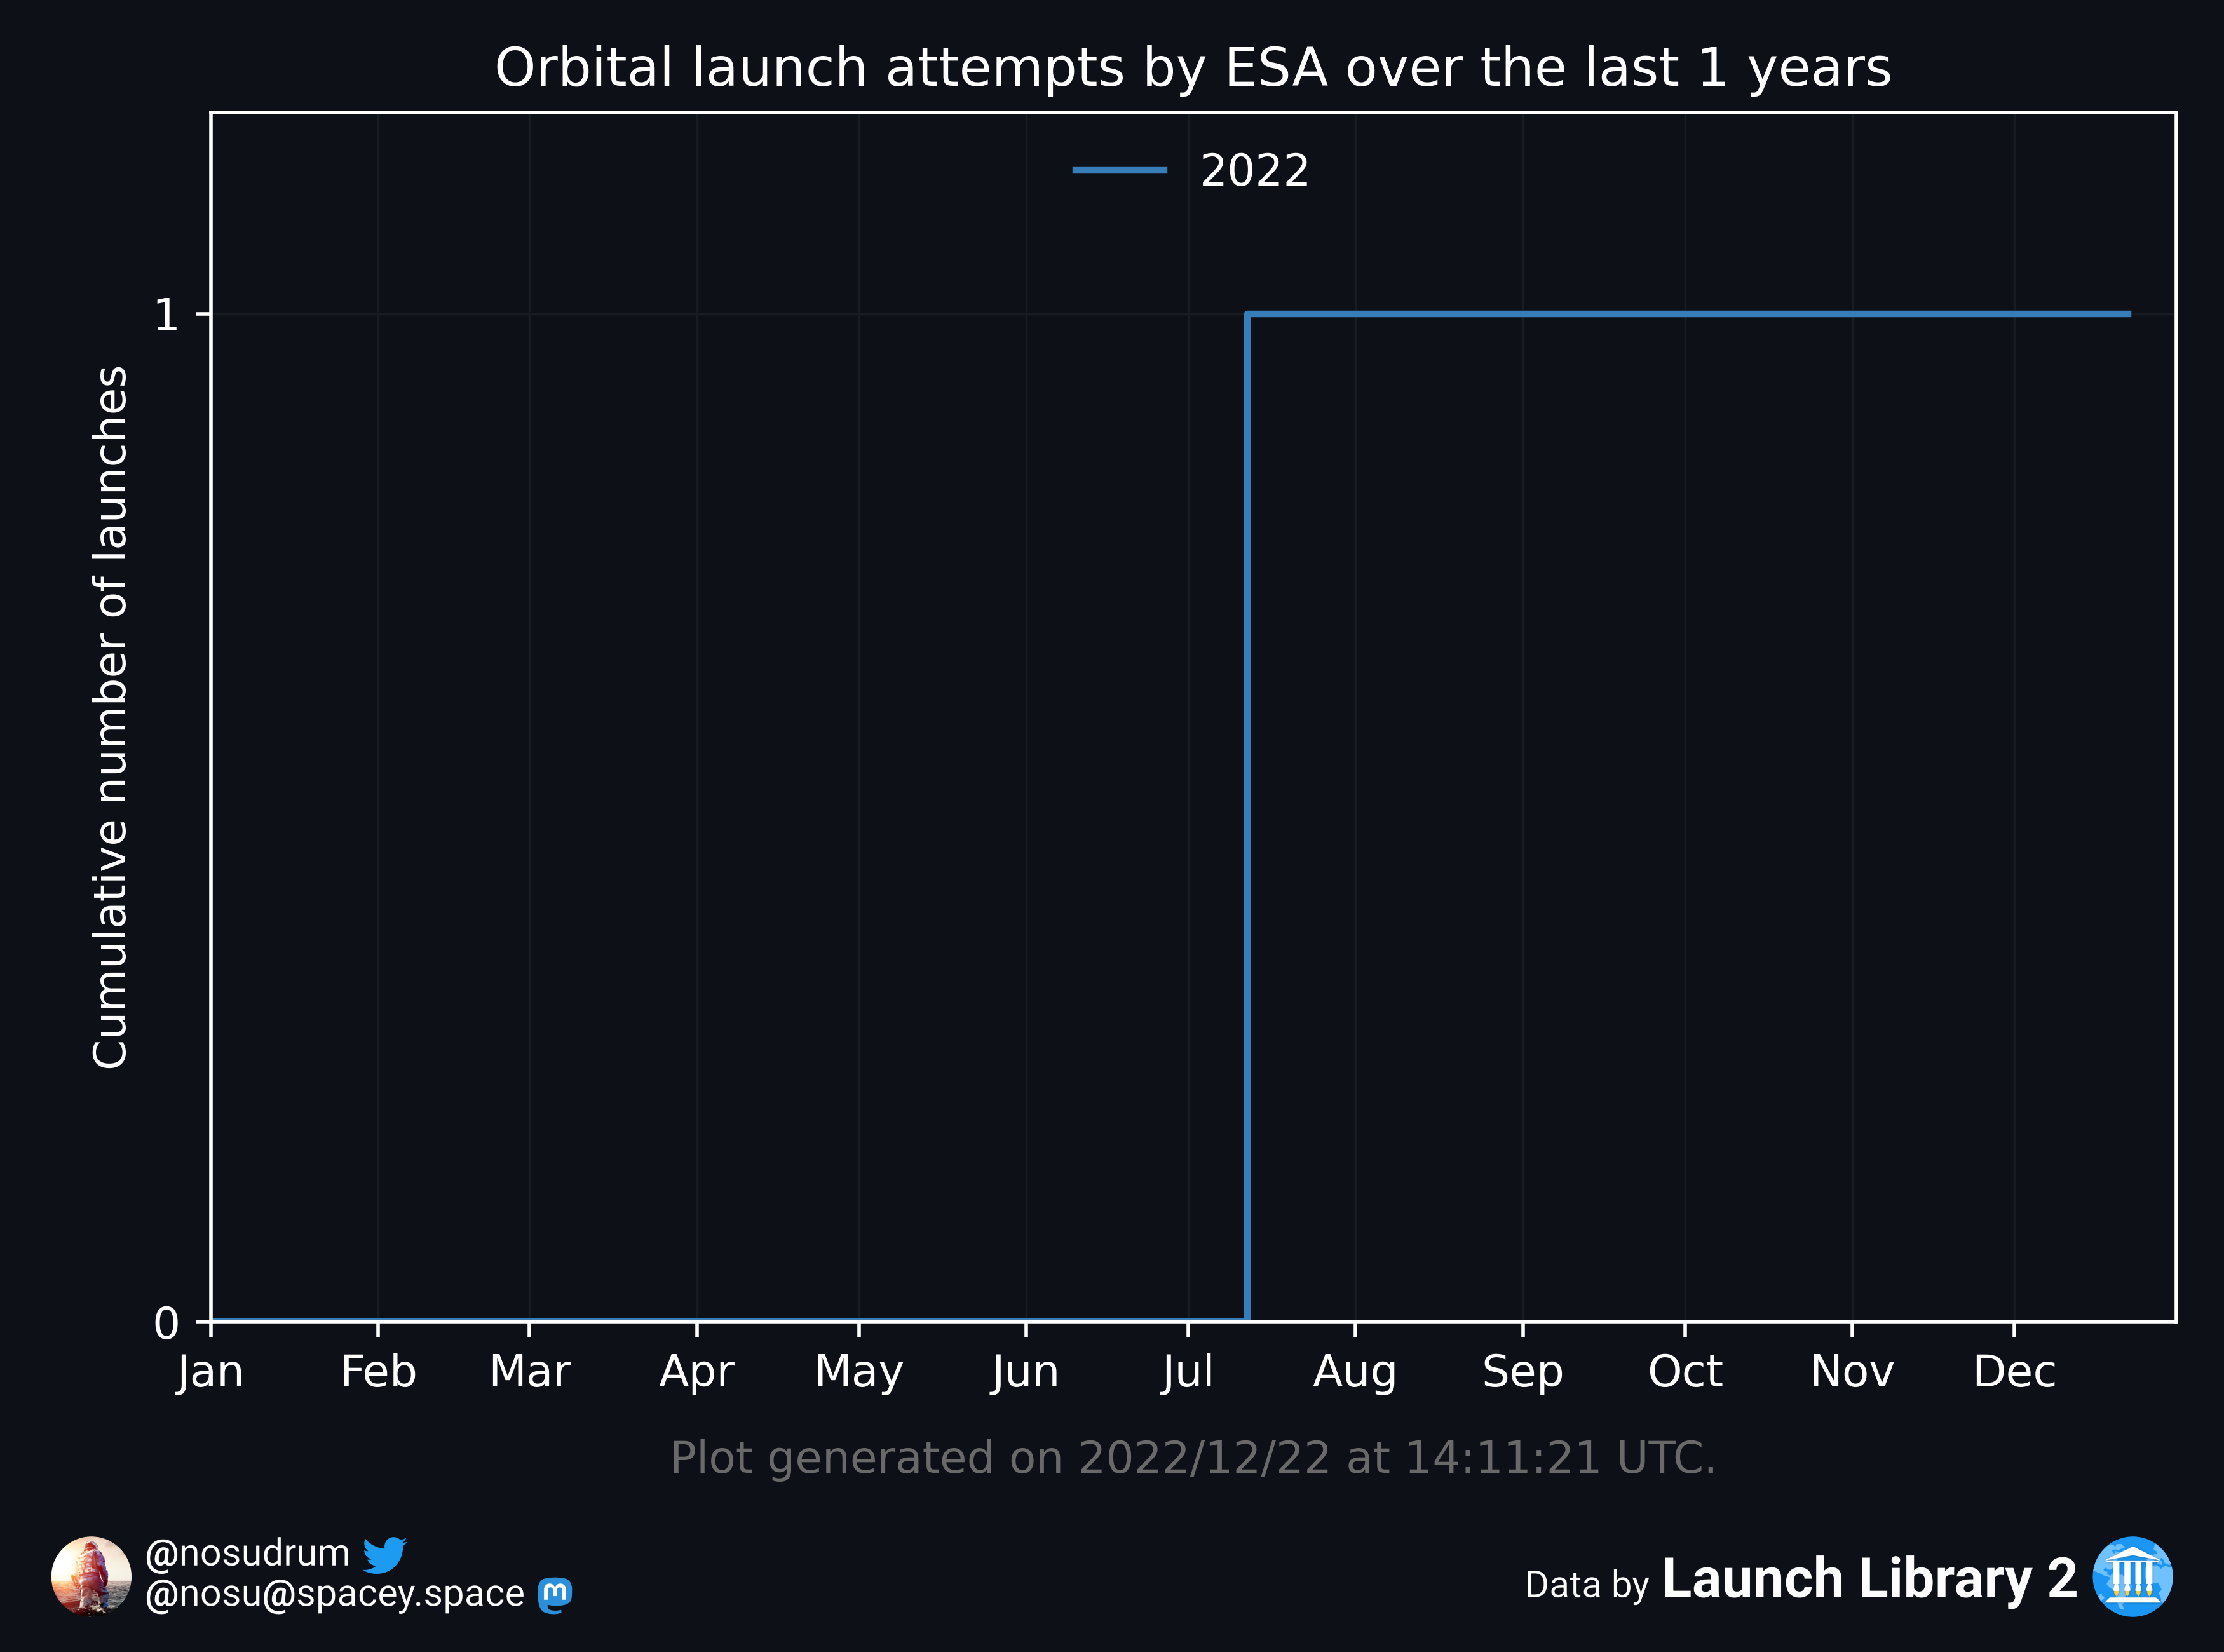 Orbital launch attempts by ESA over the last 1 years
2022
Cumulative number of launches
1
0
Jan Feb Mar Apr May Jun Jul Aug Sep Oct Nov Dec
Plot generated on 2022/12/22 at 14:11:21 UTC.
@nosudrum
@nosu@spacey.space
Data by Launch Library 2